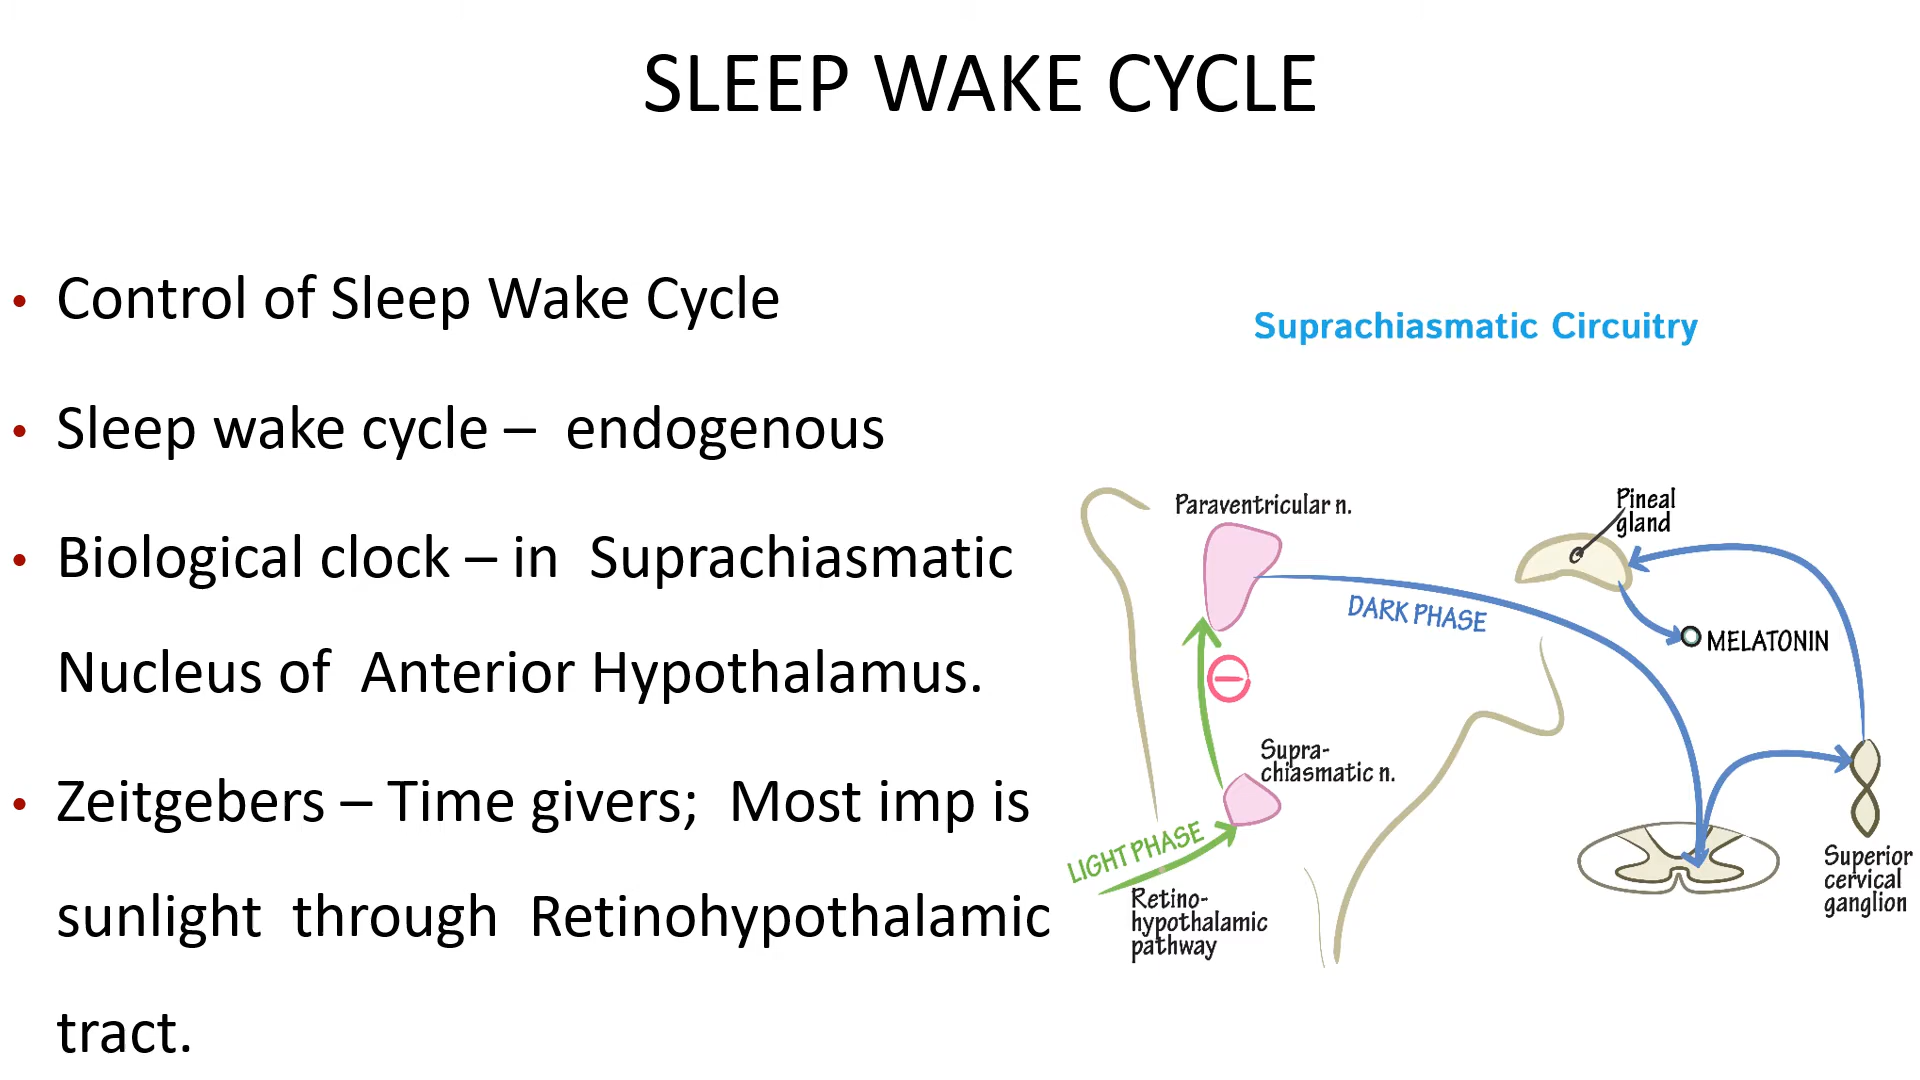 SLEEP WAKE CYCLE
• Control of Sleep Wake Cycle
• Sleep wake cycle – endogenous
• Biological clock – in Suprachiasmatic
Nucleus of Anterior Hypothalamus.
• Zeitgebers – Time givers; Most imp is
sunlight through Retinohypothalamic
tract.
Suprachiasmatic Circuitry
Paraventricular n.
Pineal
gland
DARK PHASE
MELATONIN
Supra-
chiasmatic n.
LIGHT PHASE
Retino-
hypothalamic
pathway
Superior
cervical
ganglion